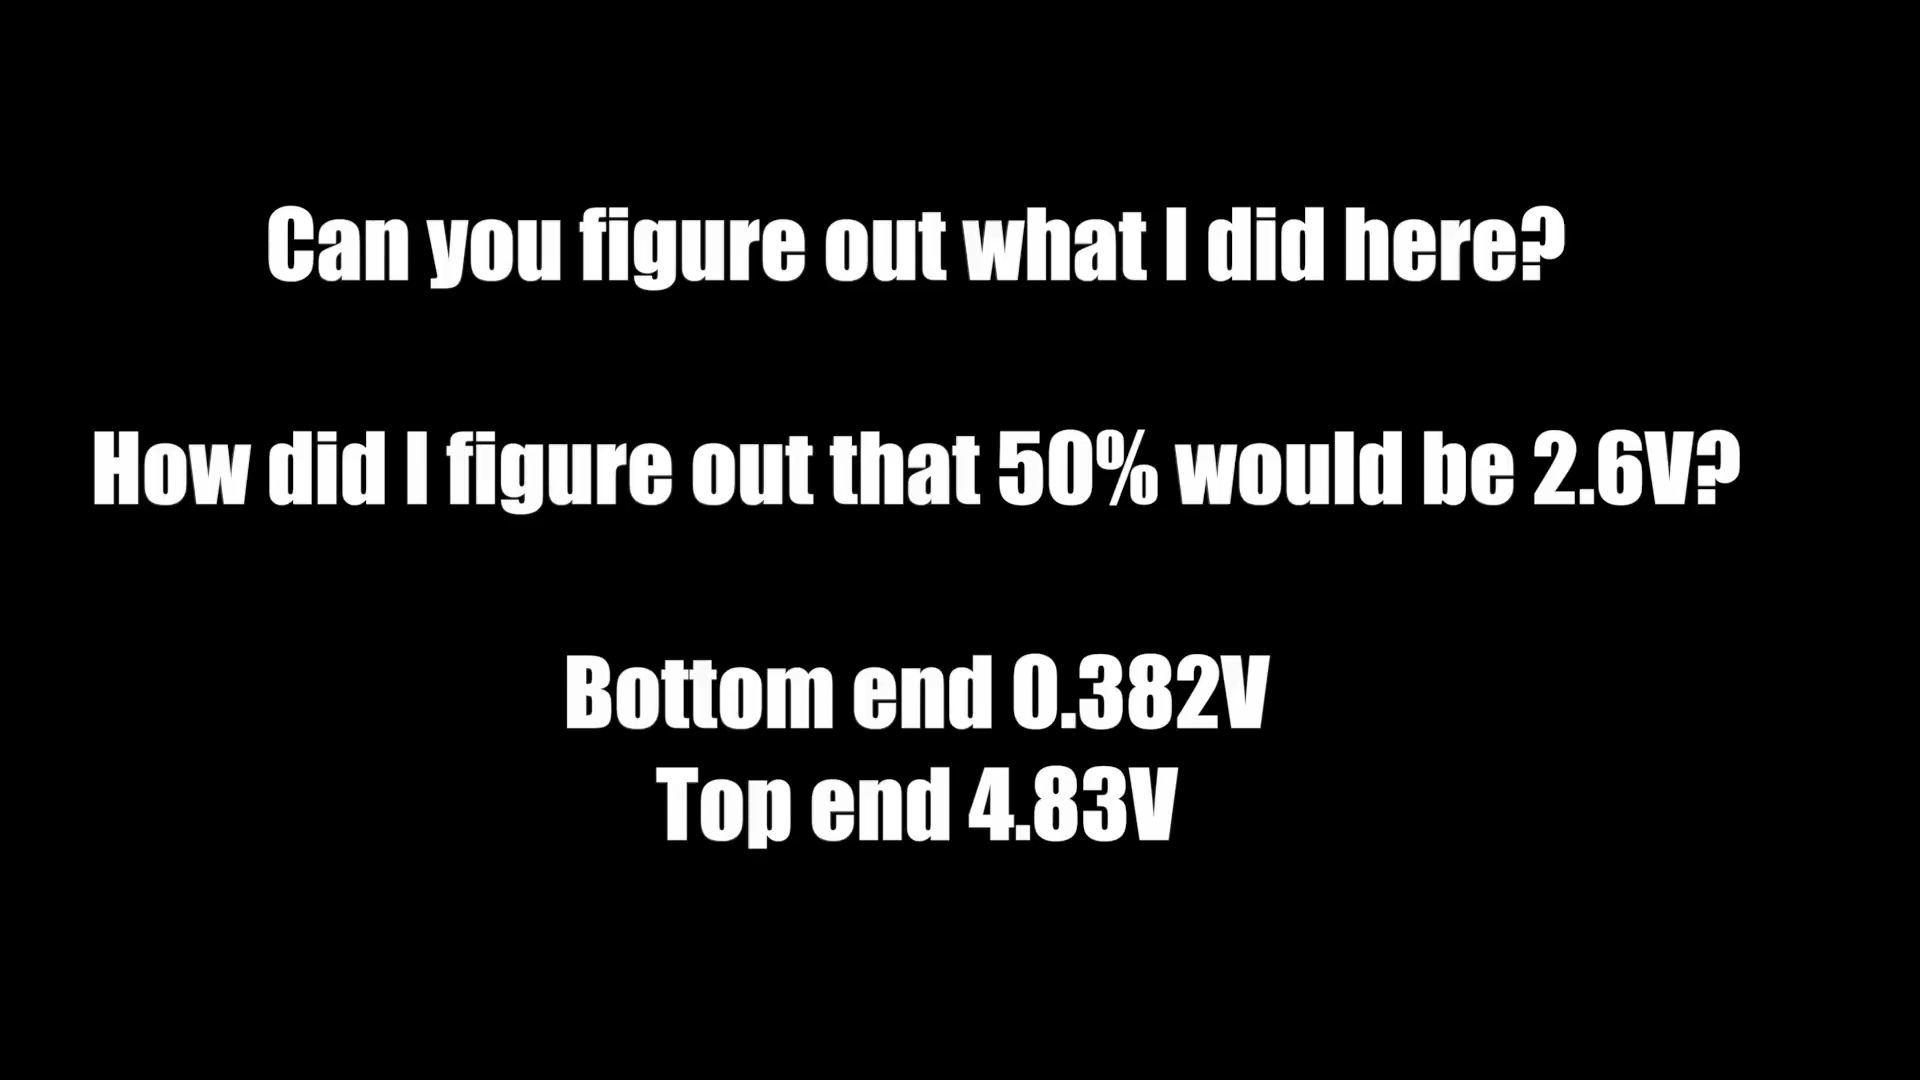 Can you figure out what I did here?
How did I figure out that 50% would be 2.6V?
Bottom end 0.382V
Top end 4.83V